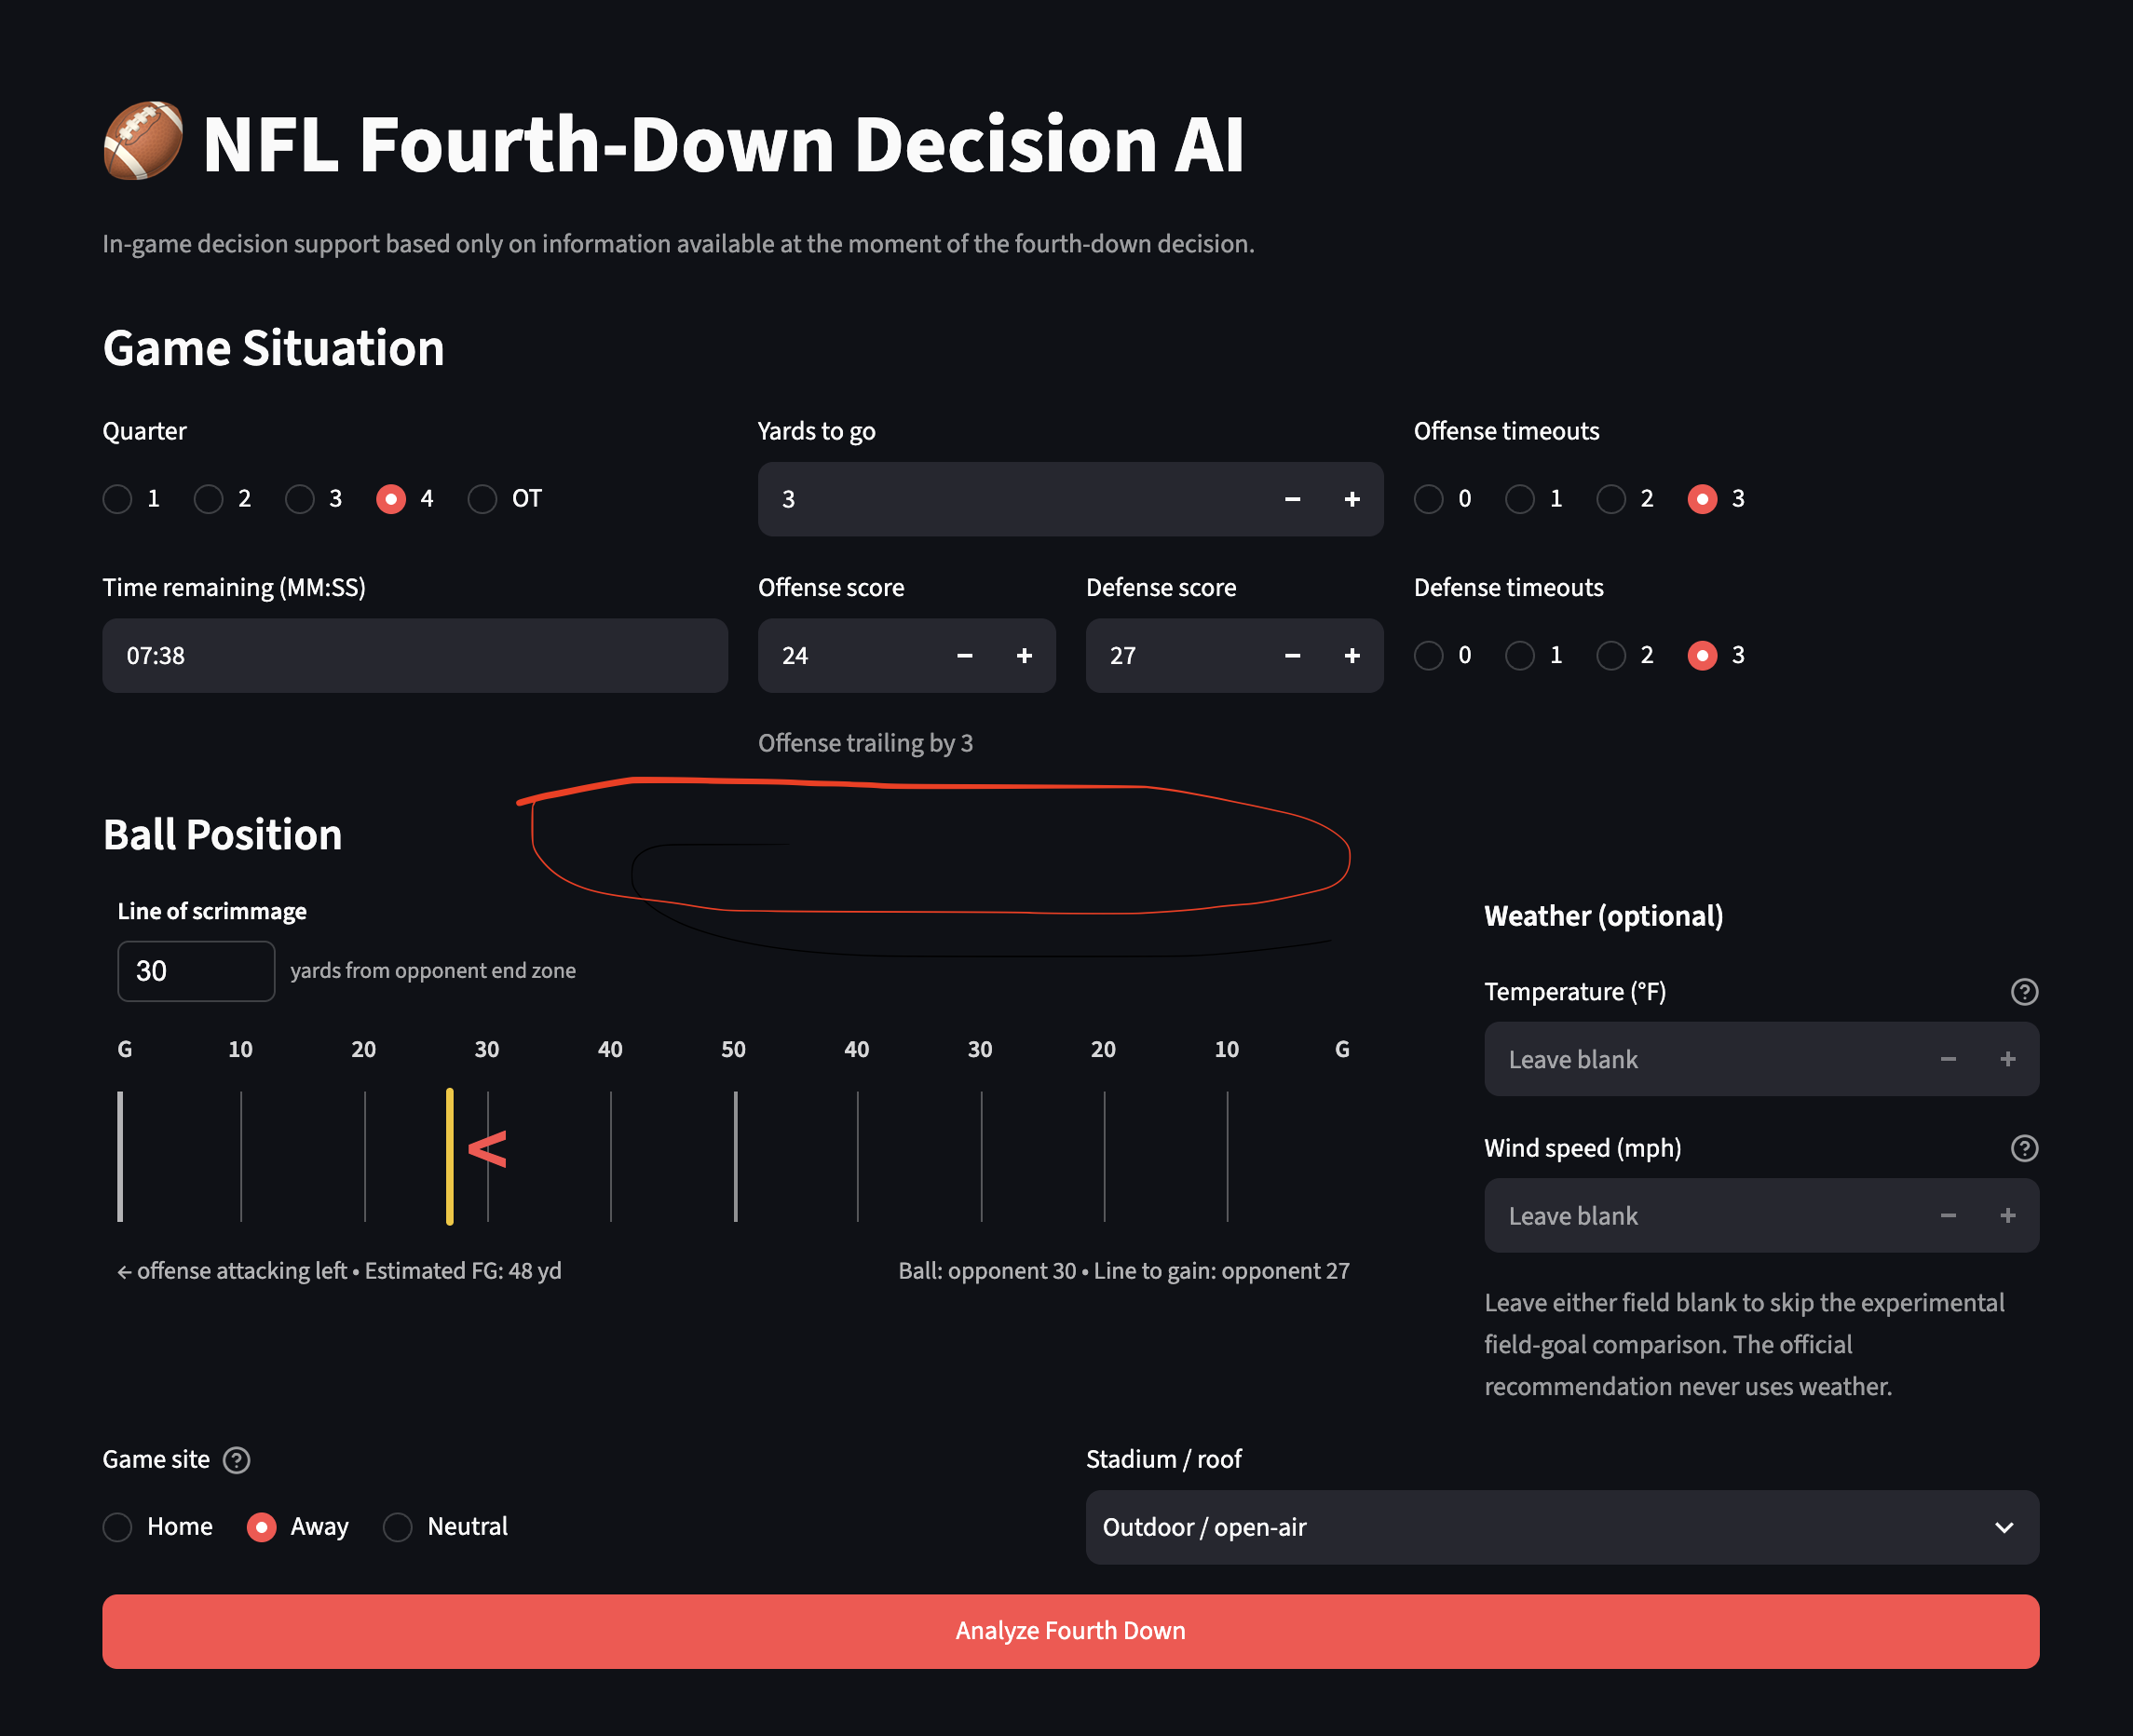 NFL Fourth-Down Decision AI
In-game decision support based only on information available at the moment of the fourth-down decision.
Game Situation
Quarter
1 2 3 4 OT
Yards to go
3
Offense timeouts
0 1 2 3
Time remaining (MM:SS)
07:38
Offense score
24
Defense score
27
Defense timeouts
0 1 2 3
Offense trailing by 3
Ball Position
Line of scrimmage
30 yards from opponent end zone
G 10 20 30 40 50 40 30 20 10 G
<
← offense attacking left • Estimated FG: 48 yd
Ball: opponent 30 • Line to gain: opponent 27
Weather (optional)
Temperature (°F)
Leave blank
Wind speed (mph)
Leave blank
Leave either field blank to skip the experimental
field-goal comparison. The official
recommendation never uses weather.
Game site
Home Away Neutral
Stadium / roof
Outdoor / open-air
Analyze Fourth Down